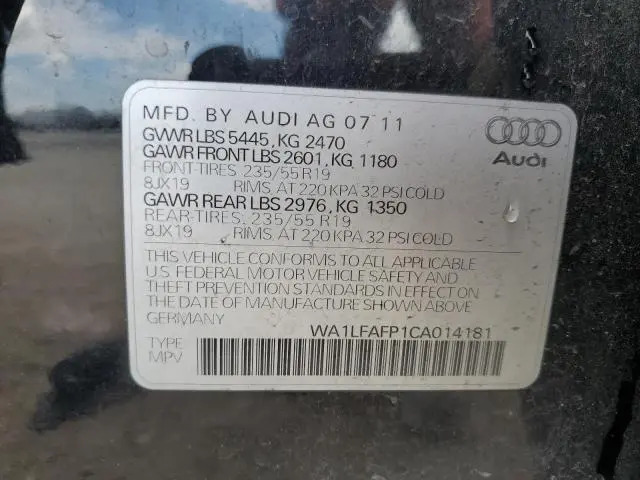 MFD. BY AUDI AG 07 11
GWWR LBS 5445, KG 2470
GAWR FRONT LBS 2601, KG 1180
FRONT-TIRES: 235/55 R19
8JX19 RIMS, AT 220 KPA 32 PSI COLD
GAWR REAR LBS 2976, KG 1350
REAR-TIRES: 235/55 R19
8JX19 RIMS, AT 220 KPA 32 PSI COLD
THIS VEHICLE CONFORMS TO ALL APPLICABLE
U.S FEDERAL MOTOR VEHICLE SAFETY AND
THEFT PREVENTION STANDARDS IN EFFECT ON
THE DATE OF MANUFACTURE SHOWN ABOVE.
GERMANY
WA1LFAFP1CA014181
TYPE:
MPV
Audi